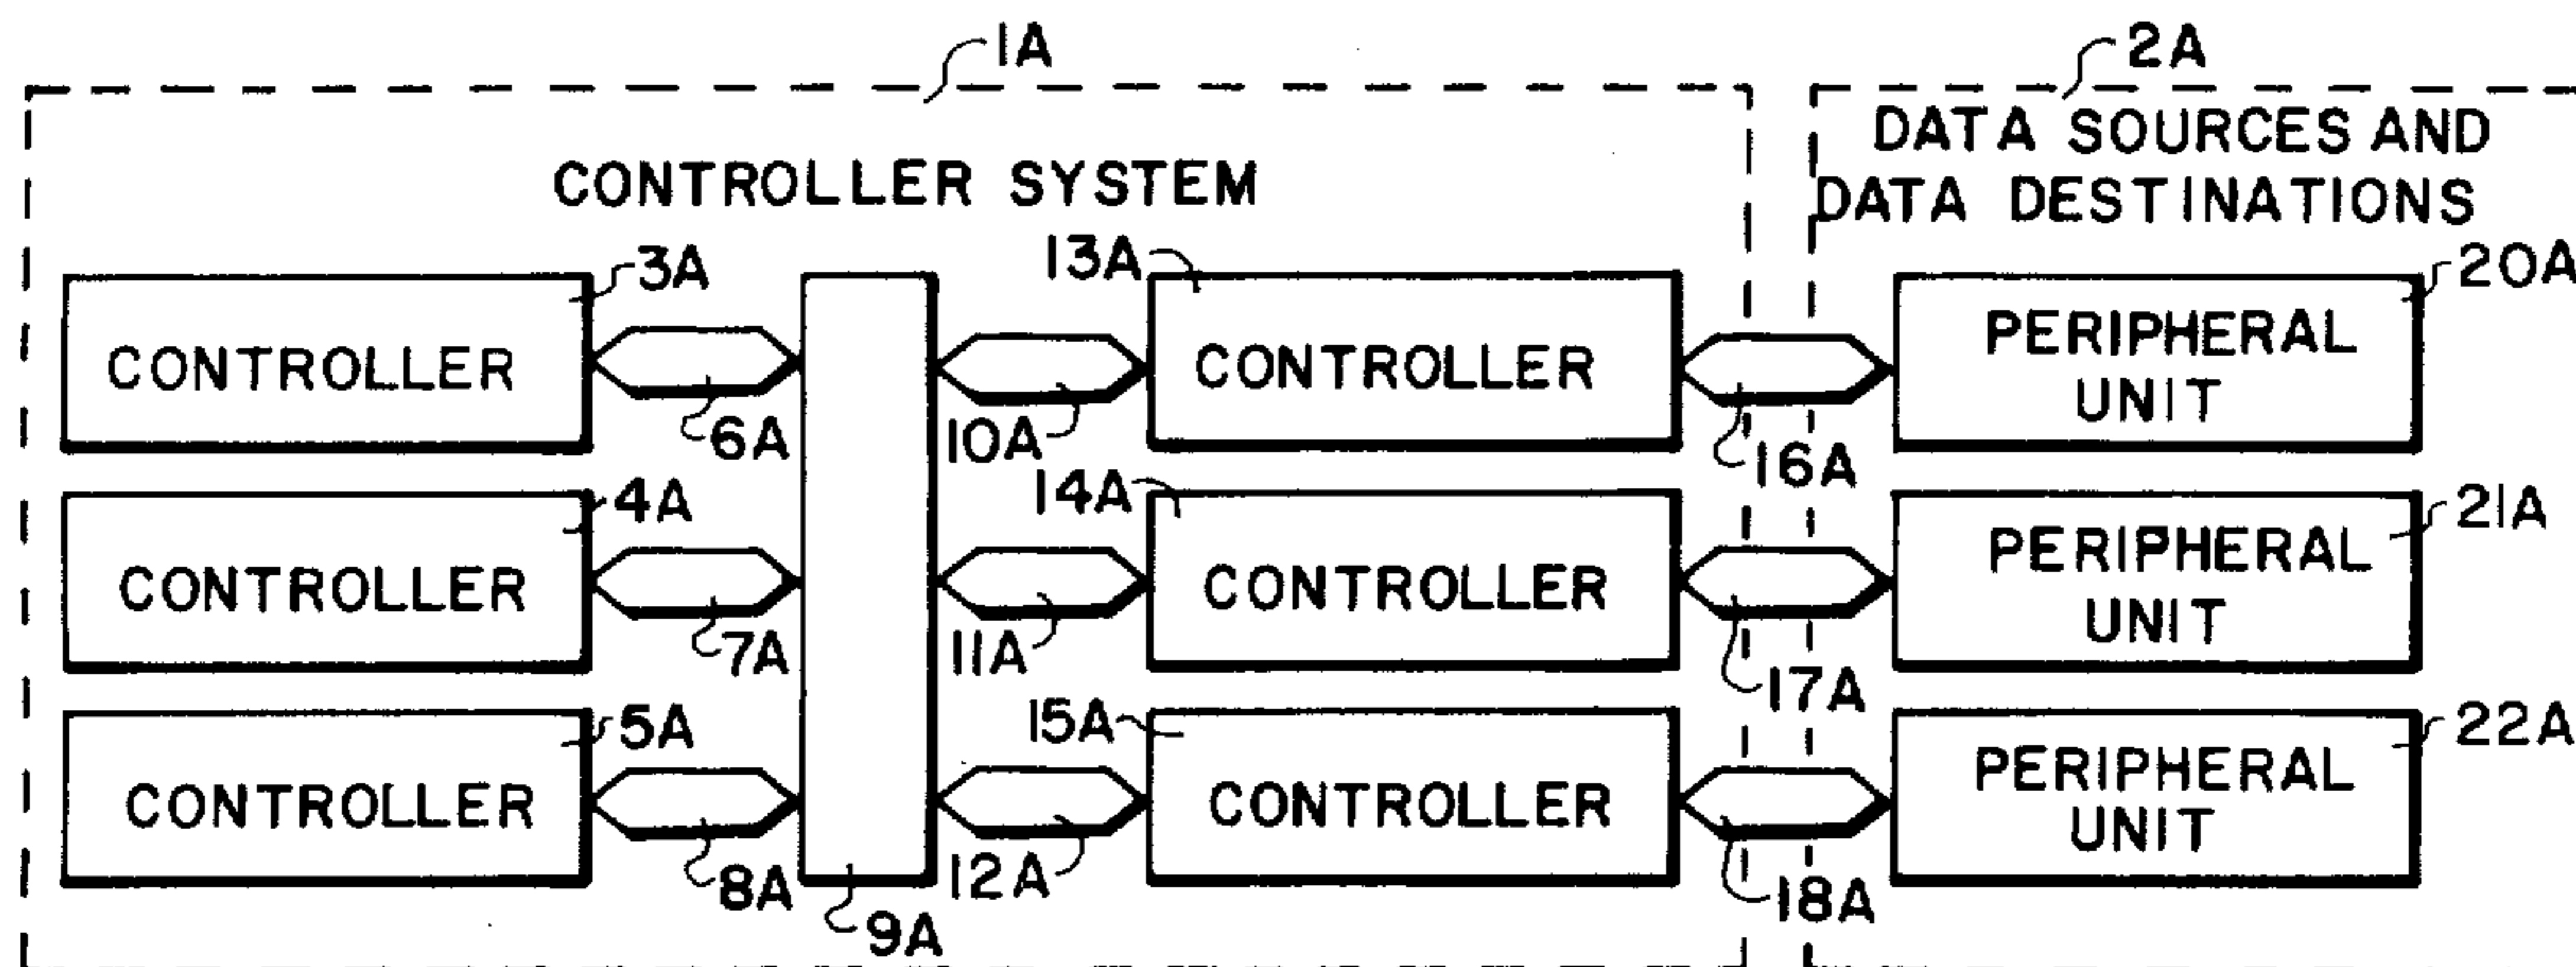 1A
2A
DATA SOURCES AND
DATA DESTINATIONS
CONTROLLER SYSTEM
3A
13A
20A
CONTROLLER
CONTROLLER
PERIPHERAL
UNIT
6A
10A
16A
4A
14A
21A
CONTROLLER
CONTROLLER
PERIPHERAL
UNIT
7A
11A
17A
5A
15A
22A
CONTROLLER
CONTROLLER
PERIPHERAL
UNIT
8A
9A
12A
18A